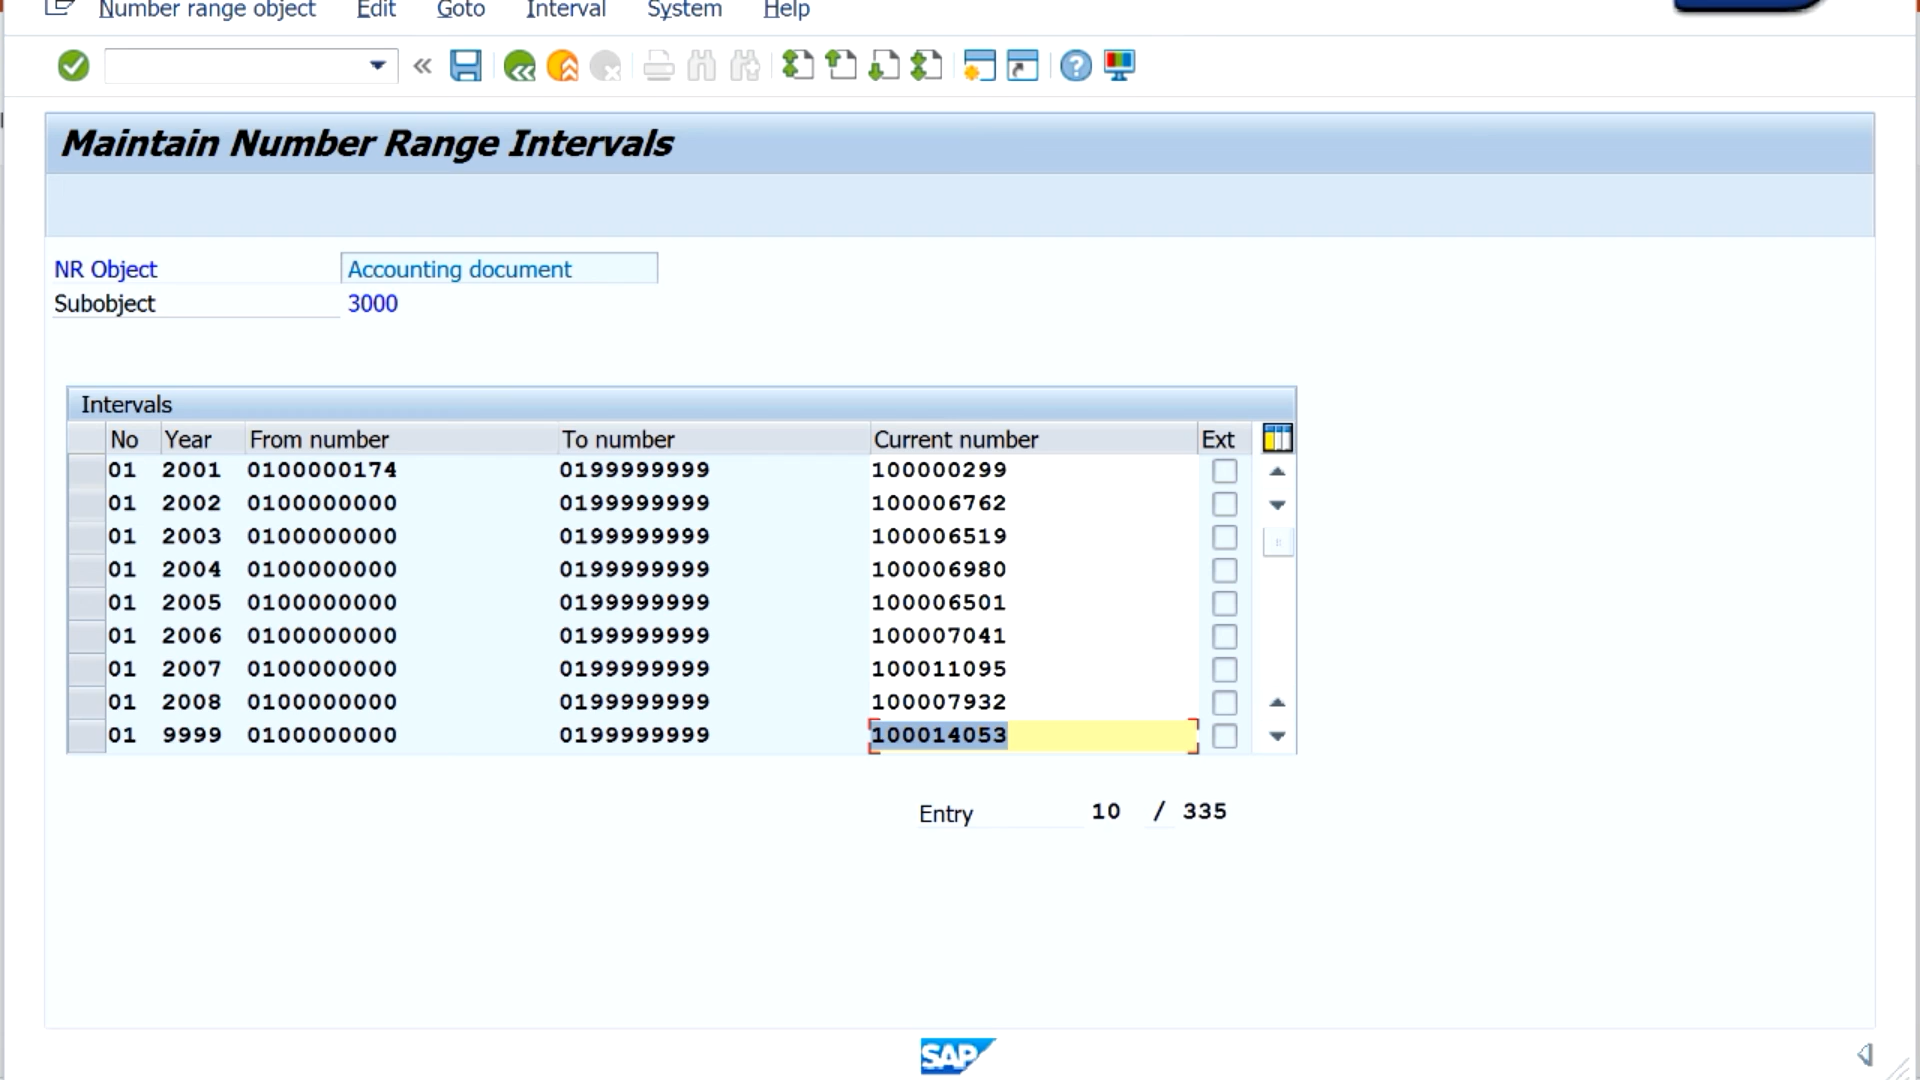 Number range object Edit Goto Interval System Help
Maintain Number Range Intervals
NR Object Accounting document
Subobject 3000
Intervals
No Year From number To number Current number Ext
01 2001 0100000174 0199999999 100000299
01 2002 0100000000 0199999999 100006762
01 2003 0100000000 0199999999 100006519
01 2004 0100000000 0199999999 100006980
01 2005 0100000000 0199999999 100006501
01 2006 0100000000 0199999999 100007041
01 2007 0100000000 0199999999 100011095
01 2008 0100000000 0199999999 100007932
01 9999 0100000000 0199999999 100014053
Entry 10 / 335
SAP